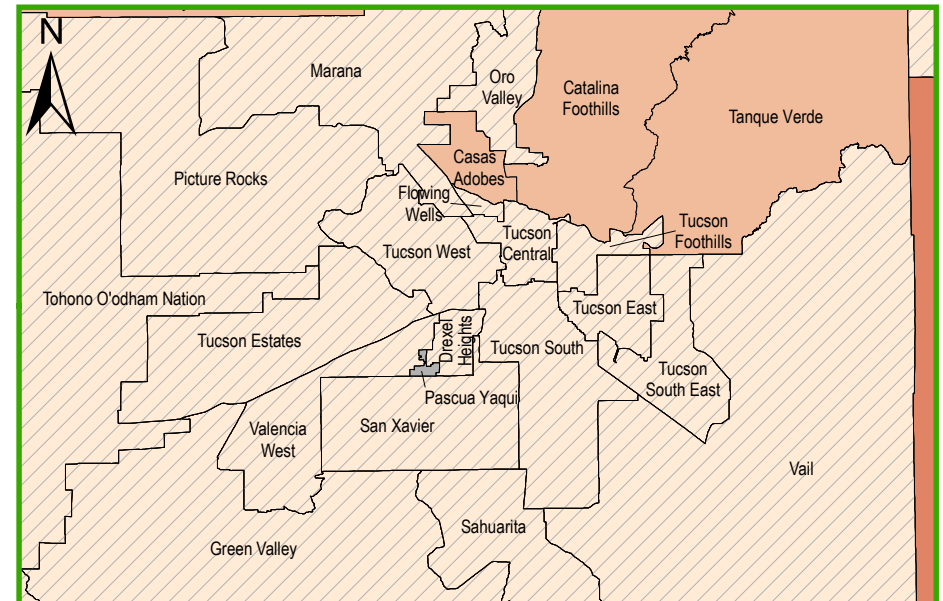 N
Marana
Oro
Valley
Catalina
Foothills
Tanque Verde
Casas
Adobes
Picture Rocks
Flowing
Wells
Tucson
Foothills
Tucson
Central
Tucson West
Tohono O'odham Nation
Tucson East
Tucson Estates
Drexel
Heights
Tucson South
Tucson
South East
Pascua Yaqui
San Xavier
Valencia
West
Vail
Sahuarita
Green Valley